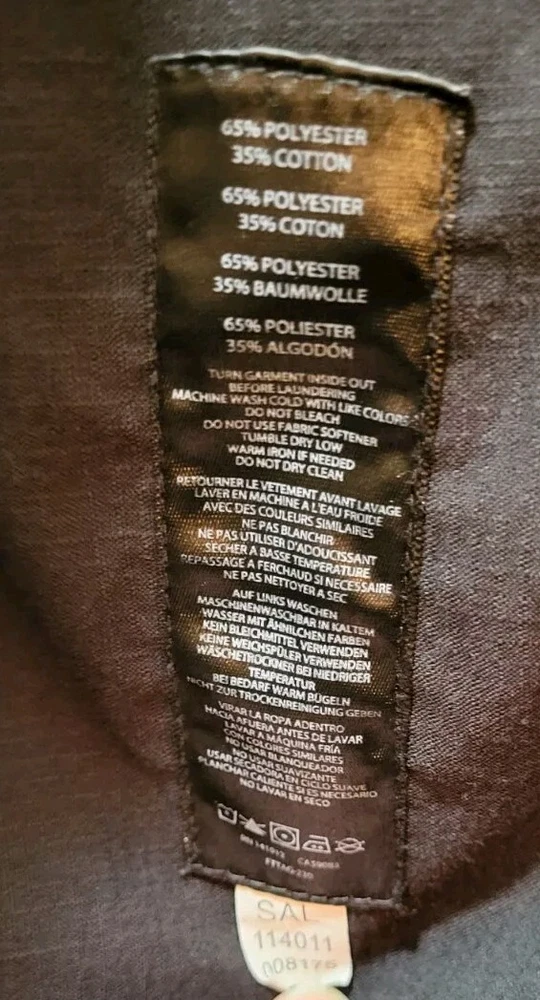 65% POLYESTER
35% COTTON
65% POLYESTER
35% COTON
65% POLYESTER
35% BAUMWOLLE
65% POLIESTER
35% ALGODÓN
TURN GARMENT INSIDE OUT
BEFORE LAUNDERING
MACHINE WASH COLD WITH LIKE COLORS
DO NOT BLEACH
DO NOT USE FABRIC SOFTENER
TUMBLE DRY LOW
WARM IRON IF NEEDED
DO NOT DRY CLEAN
RETOURNER LE VETEMENT AVANT LAVAGE
LAVER EN MACHINE A L'EAU FROIDE
AVEC DES COULEURS SIMILAIRES
NE PAS BLANCHIR
NE PAS UTILISER D'ADOUCISSANT
SECHER A BASSE TEMPERATURE
REPASSAGE A FERCHAUD SI NECESSAIRE
NE PAS NETTOYER A SEC
AUF LINKS WASCHEN
MASCHINENWASCHBAR IN KALTEM
WASSER MIT ÄHNLICHEN FARBEN
KEIN BLEICHMITTEL VERWENDEN
KEINE WEICHSPÜLER VERWENDEN
WÄSCHETROCKNER BEI NIEDRIGER
TEMPERATUR
BEI BEDARF WARM BÜGELN
NICHT ZUR TROCKENREINIGUNG GEBEN
VIRAR LA ROPA ADENTRO
HACIA AFUERA ANTES DE LAVAR
LAVAR A MÁQUINA FRÍA
CON COLORES SIMILARES
NO USAR BLANQUEADOR
NO USAR SUAVIZANTE
USAR SECADORA EN CICLO SUAVE
PLANCHAR CALIENTE SI ES NECESARIO
NO LAVAR EN SECO
SAL
114011
008175